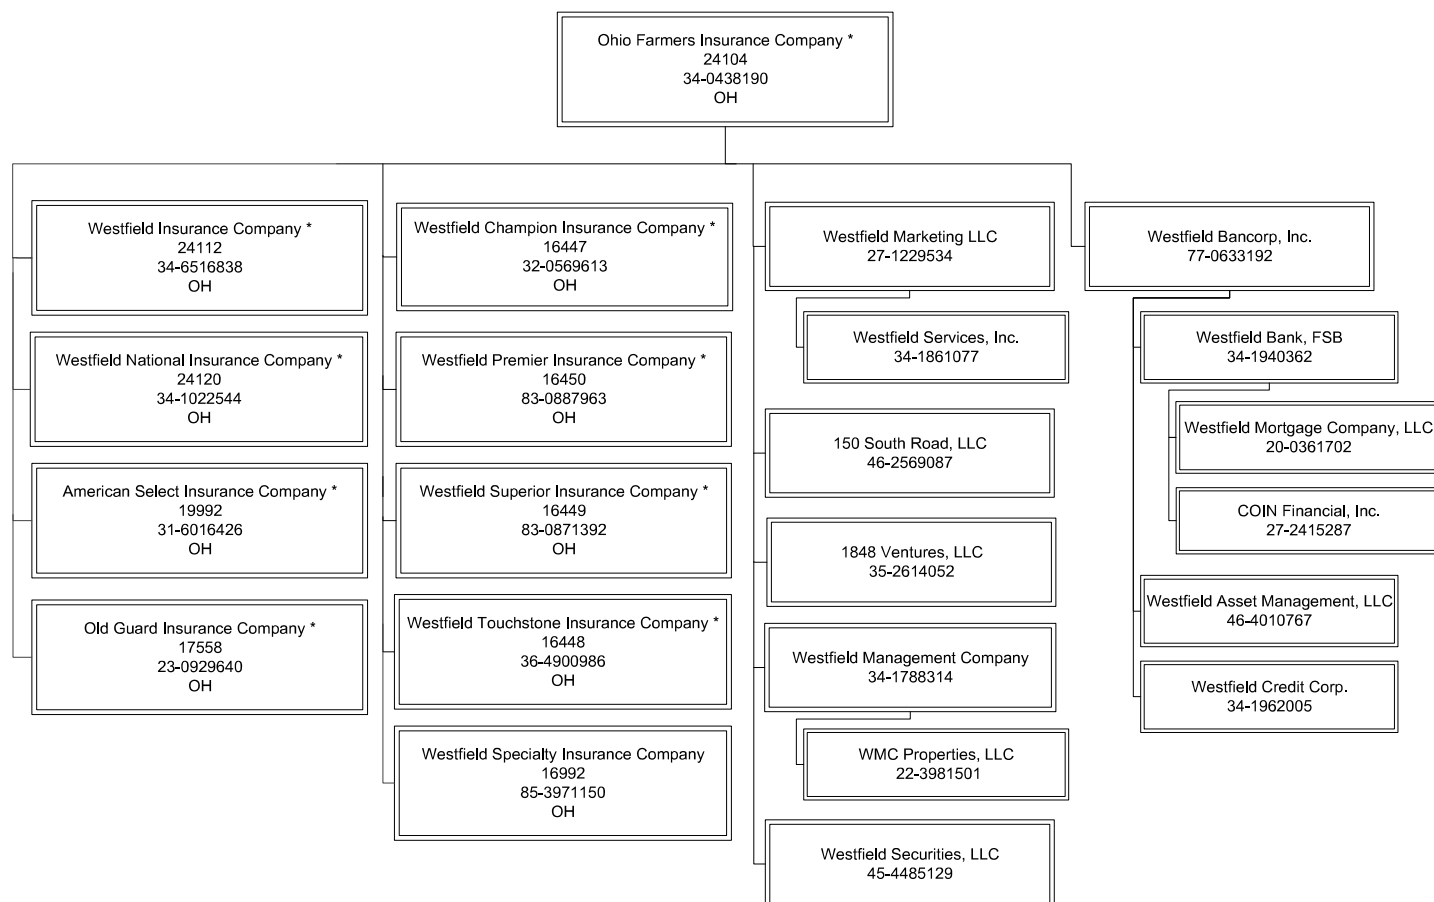 Ohio Farmers Insurance Company *
24104
34-0438190
OH
Westfield Insurance Company *
24112
34-6516838
OH
Westfield National Insurance Company *
24120
34-1022544
OH
American Select Insurance Company *
19992
31-6016426
OH
Old Guard Insurance Company *
17558
23-0929640
OH
Westfield Champion Insurance Company *
16447
32-0569613
OH
Westfield Premier Insurance Company *
16450
83-0887963
OH
Westfield Superior Insurance Company *
16449
83-0871392
OH
Westfield Touchstone Insurance Company *
16448
36-4900986
OH
Westfield Specialty Insurance Company
16992
85-3971150
OH
Westfield Marketing LLC
27-1229534
Westfield Services, Inc.
34-1861077
150 South Road, LLC
46-2569087
1848 Ventures, LLC
35-2614052
Westfield Management Company
34-1788314
WMC Properties, LLC
22-3981501
Westfield Securities, LLC
45-4485129
Westfield Bancorp, Inc.
77-0633192
Westfield Bank, FSB
34-1940362
Westfield Mortgage Company, LLC
20-0361702
COIN Financial, Inc.
27-2415287
Westfield Asset Management, LLC
46-4010767
Westfield Credit Corp.
34-1962005